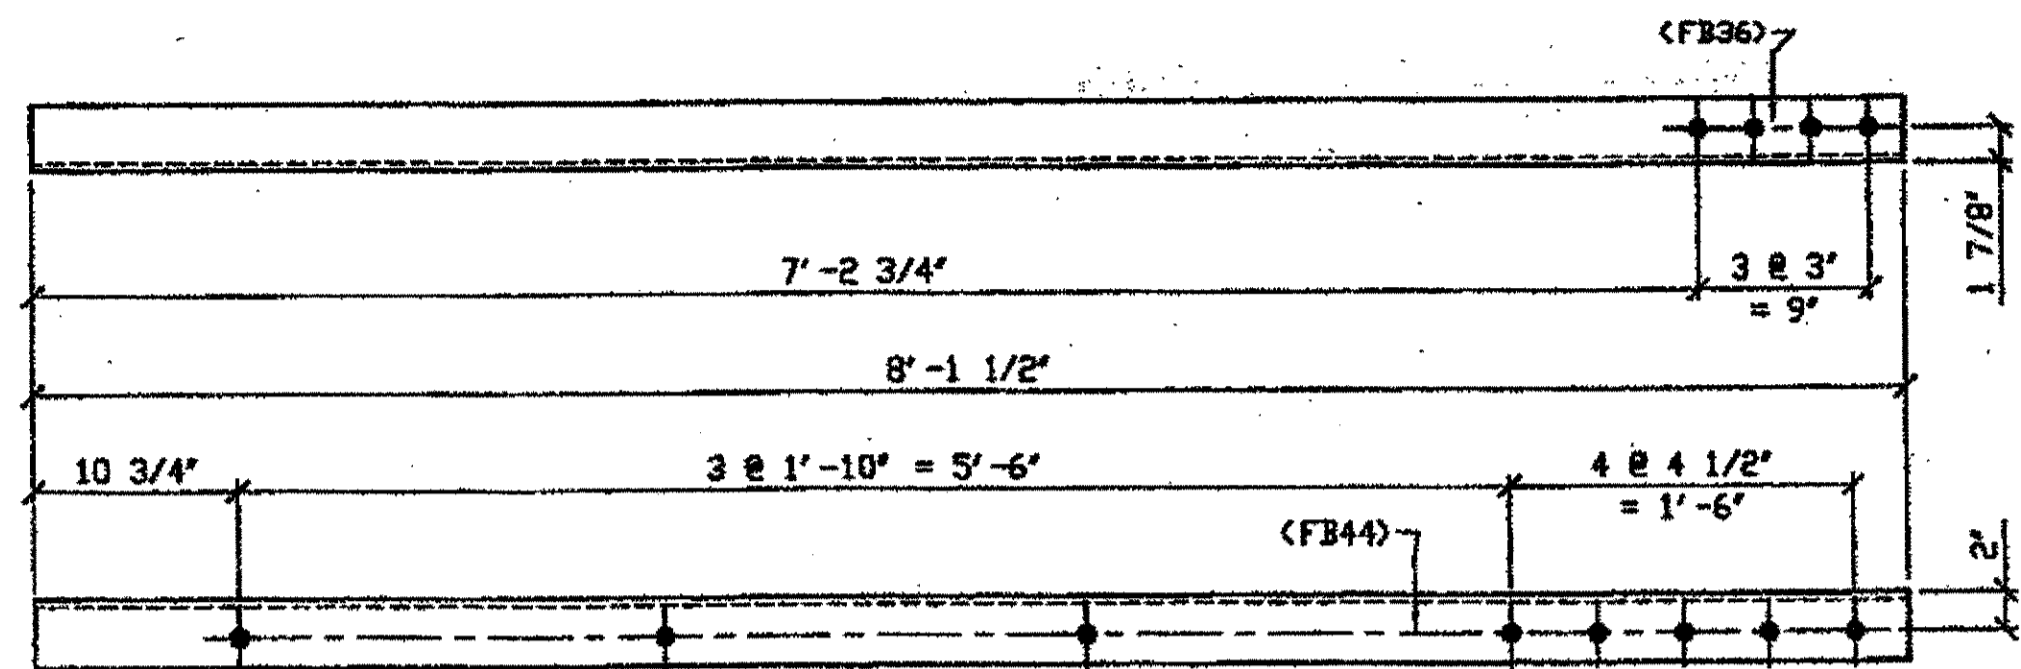 (FB36)
1 7/8"
7'-2 3/4"
3 @ 3"
= 9"
8'-1 1/2"
10 3/4"
3 @ 1'-10" = 5'-6"
4 @ 4 1/2"
= 1'-6"
(FB44)
2"